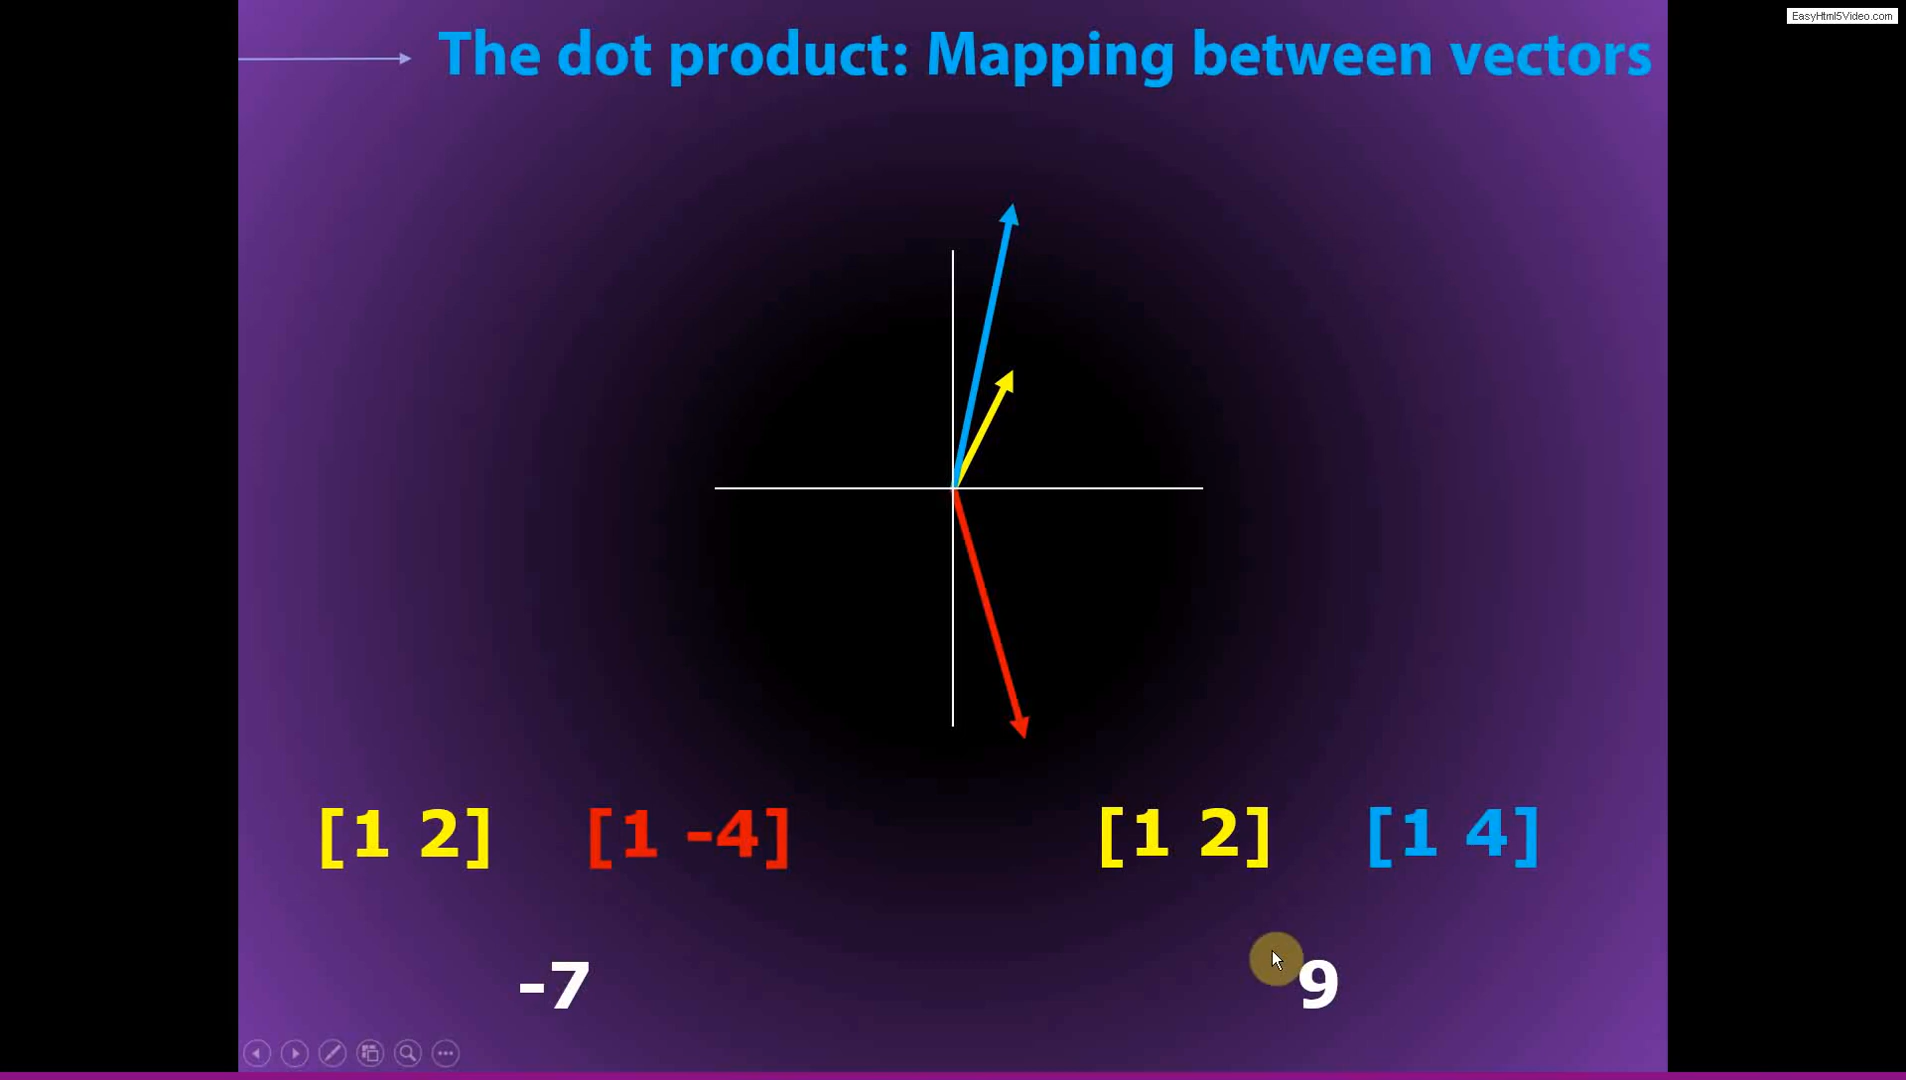 EasyHtml5Video.com
The dot product: Mapping between vectors
[1 2] [1 -4] [1 2] [1 4]
-7 9